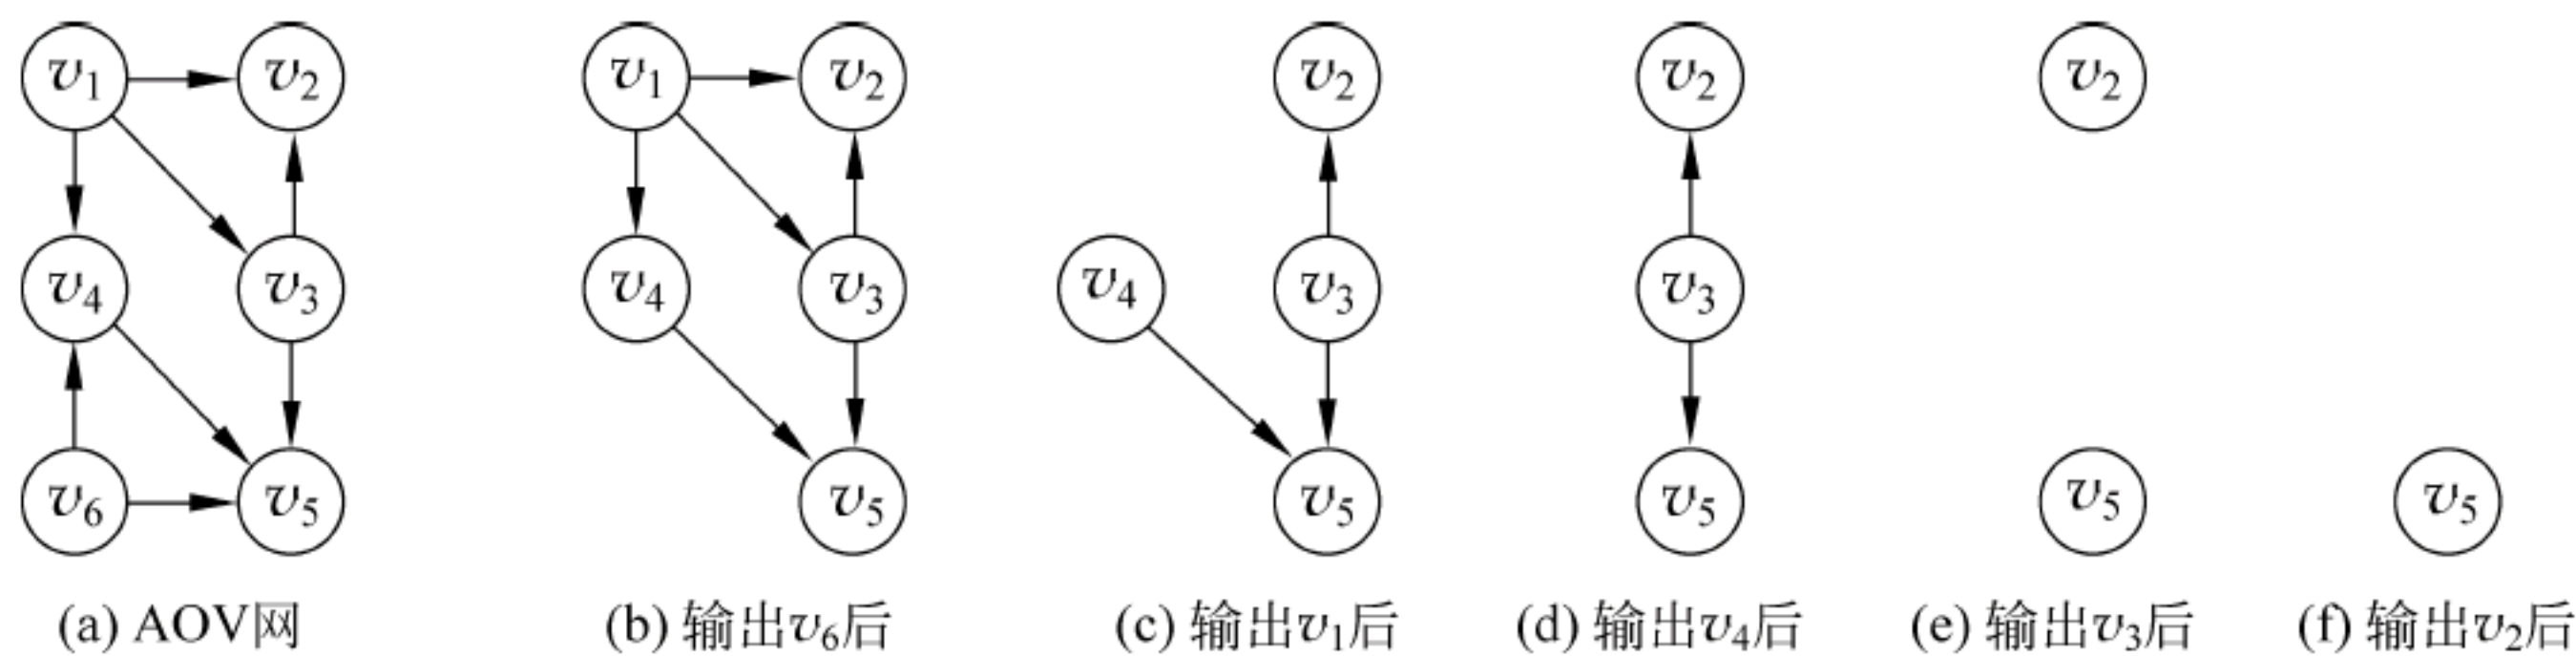 v1 v2 v1 v2 v2 v2 v2
v4 v3 v4 v3 v4 v3 v3
v6 v5 v5 v5 v5 v5 v5
(a) AOV网 (b) 输出v6后 (c) 输出v1后 (d) 输出v4后 (e) 输出v3后 (f) 输出v2后